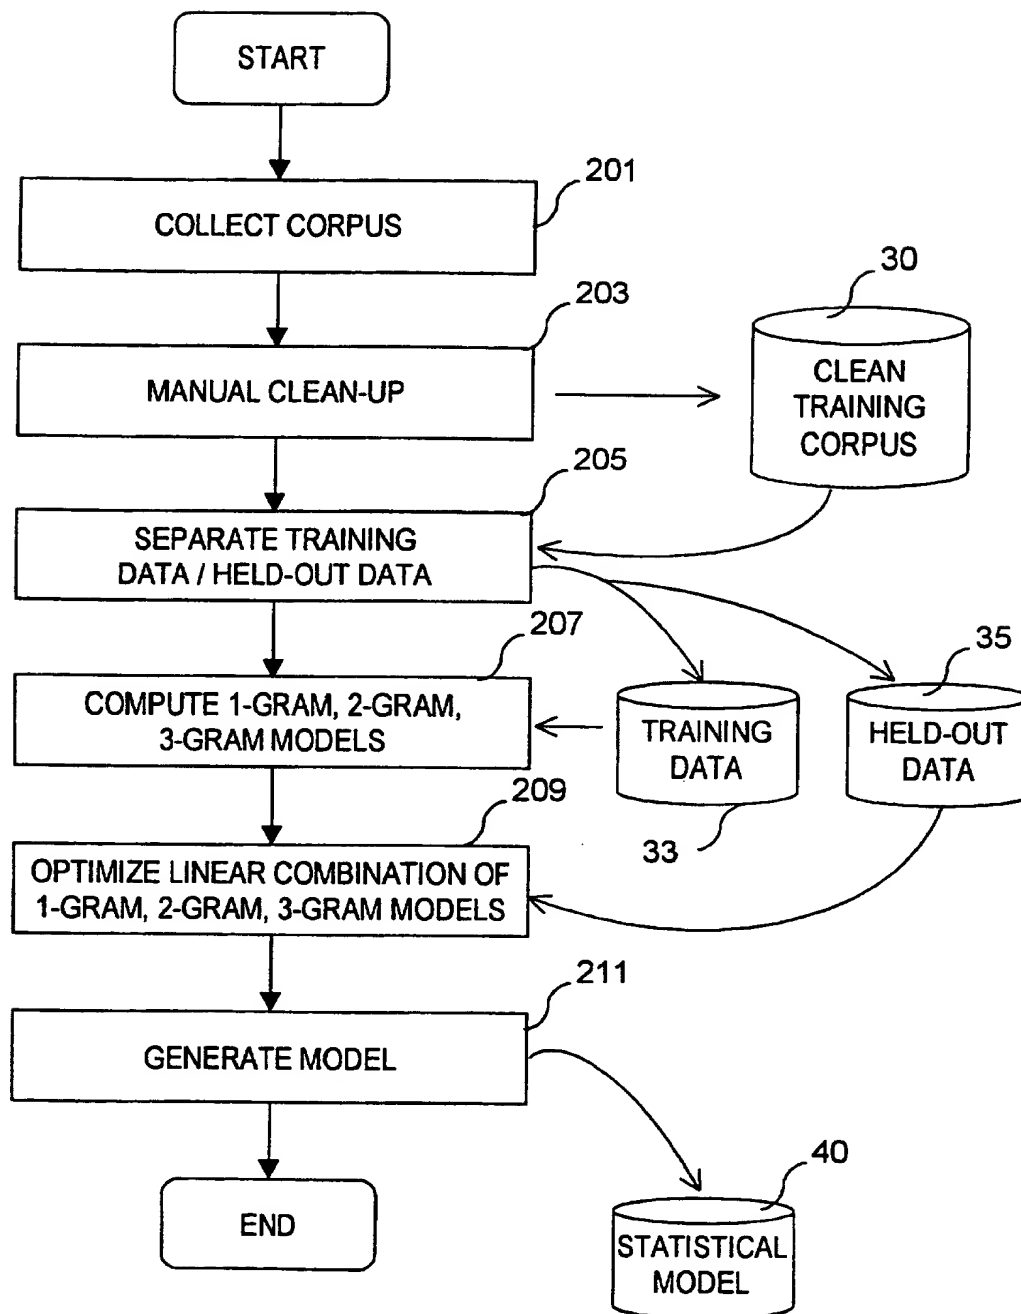 START
201
COLLECT CORPUS
203
30
MANUAL CLEAN-UP
CLEAN
TRAINING
CORPUS
205
SEPARATE TRAINING
DATA / HELD-OUT DATA
207
35
COMPUTE 1-GRAM, 2-GRAM,
3-GRAM MODELS
TRAINING
DATA
HELD-OUT
DATA
209
33
OPTIMIZE LINEAR COMBINATION OF
1-GRAM, 2-GRAM, 3-GRAM MODELS
211
GENERATE MODEL
40
END
STATISTICAL
MODEL